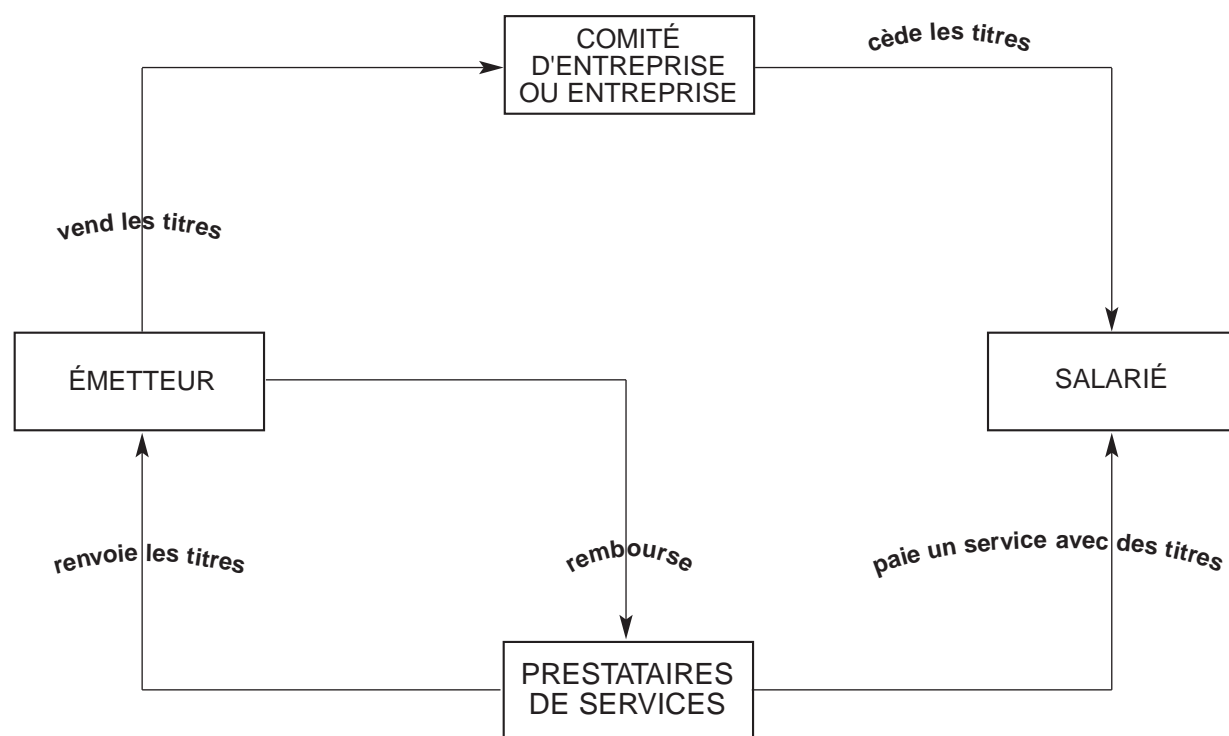 COMITÉ
D'ENTREPRISE
OU ENTREPRISE
cède les titres
vend les titres
ÉMETTEUR
SALARIÉ
renvoie les titres
rembourse
paie un service avec des titres
PRESTATAIRES
DE SERVICES